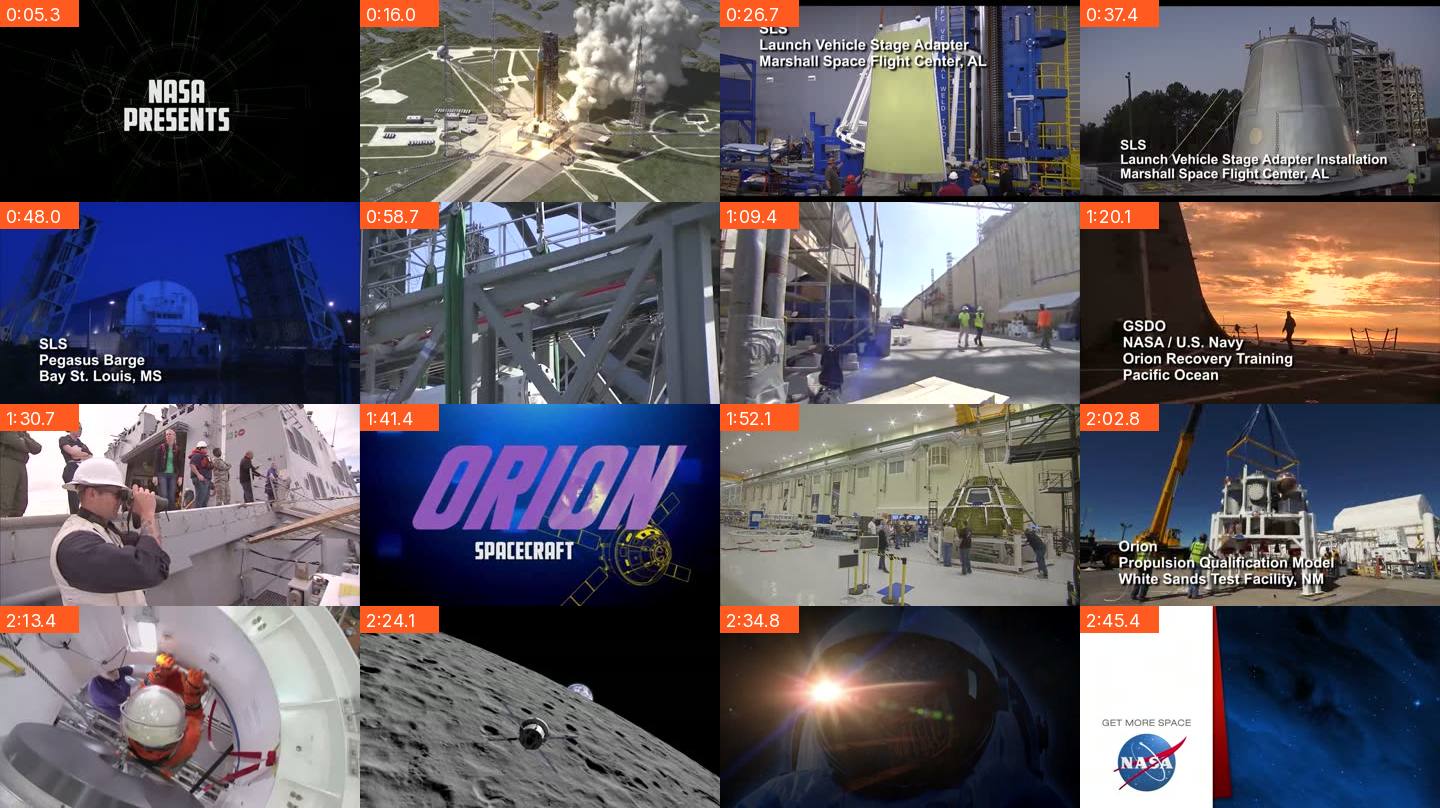 0:05.3
NASA
PRESENTS
0:16.0
0:26.7
SLS
Launch Vehicle Stage Adapter
Marshall Space Flight Center, AL
0:37.4
SLS
Launch Vehicle Stage Adapter Installation
Marshall Space Flight Center, AL
0:48.0
SLS
Pegasus Barge
Bay St. Louis, MS
0:58.7
1:09.4
1:20.1
GSDO
NASA / U.S. Navy
Orion Recovery Training
Pacific Ocean
1:30.7
1:41.4
ORION
SPACECRAFT
1:52.1
2:02.8
Orion
Propulsion Qualification Model
White Sands Test Facility, NM
2:13.4
2:24.1
2:34.8
2:45.4
GET MORE SPACE
NASA